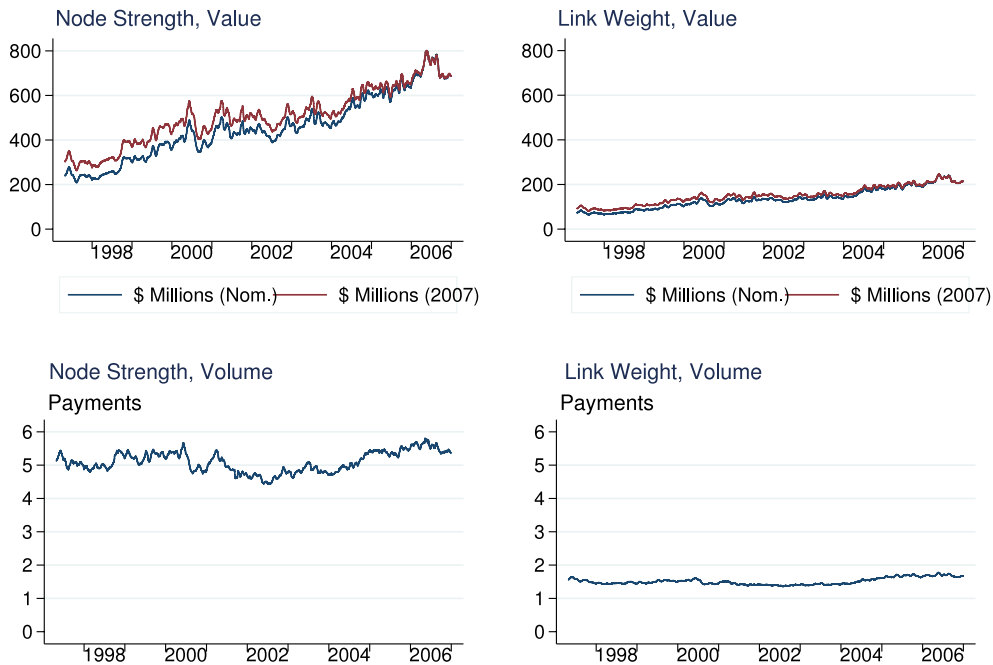 Node Strength, Value
800
600
400
200
0
1998 2000 2002 2004 2006
$ Millions (Nom.) $ Millions (2007)
Link Weight, Value
800
600
400
200
0
1998 2000 2002 2004 2006
$ Millions (Nom.) $ Millions (2007)
Node Strength, Volume
Payments
6
5
4
3
2
1
0
1998 2000 2002 2004 2006
Link Weight, Volume
Payments
6
5
4
3
2
1
0
1998 2000 2002 2004 2006